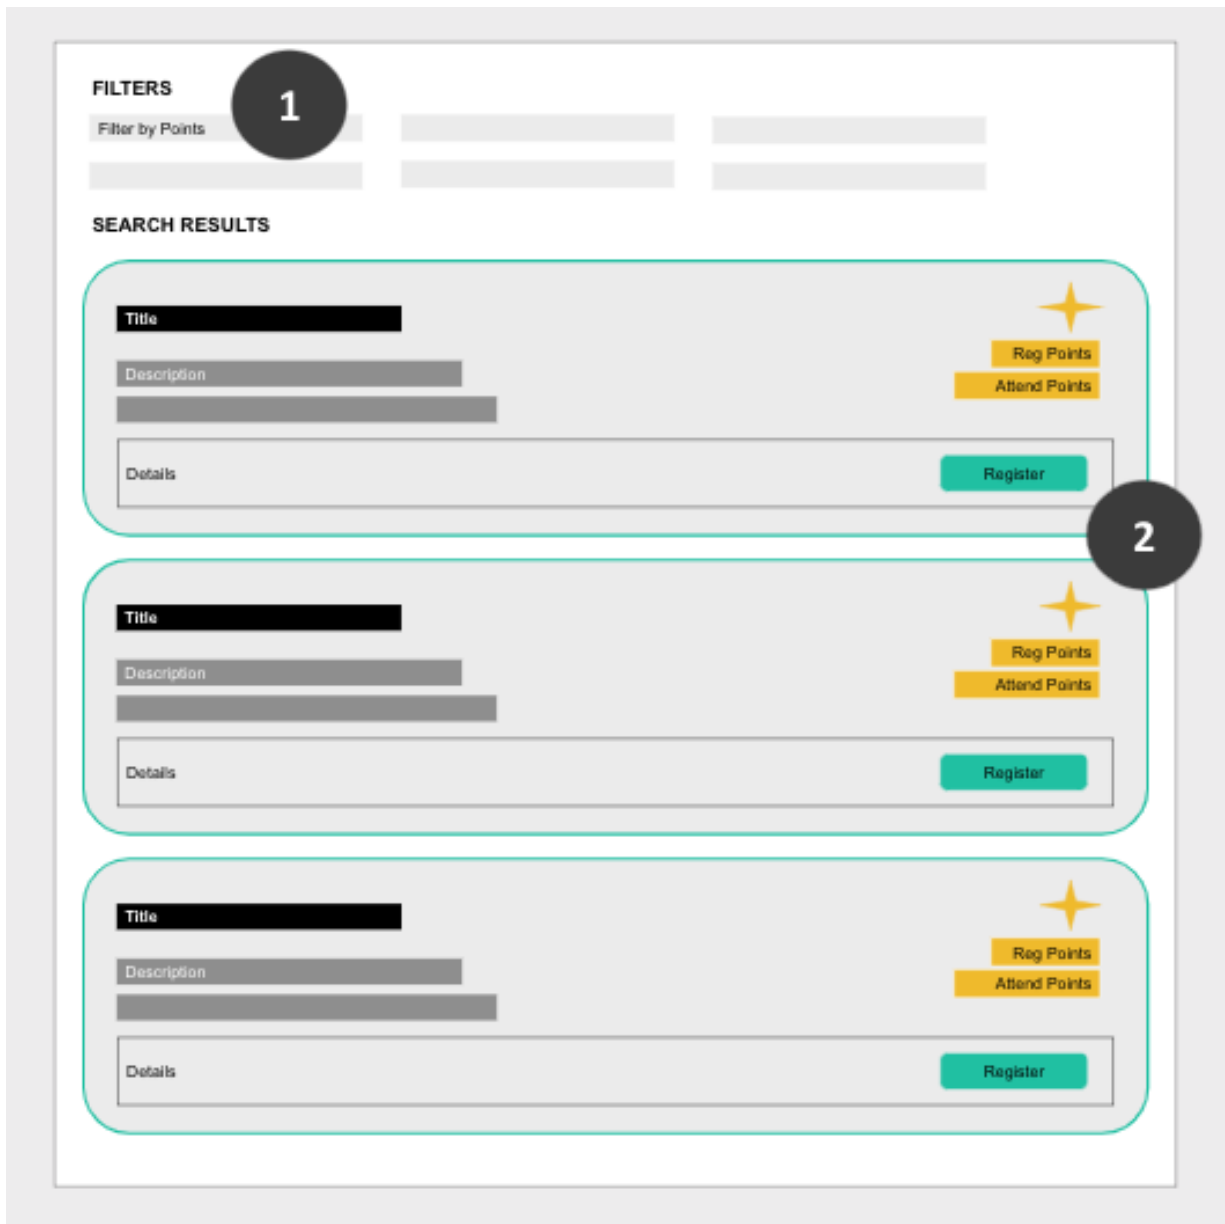 FILTERS
1
Filter by Points
SEARCH RESULTS
Title
Reg Points
Description
Attend Points
Details
Register
2
Title
Reg Points
Description
Attend Points
Details
Register
Title
Reg Points
Description
Attend Points
Details
Register